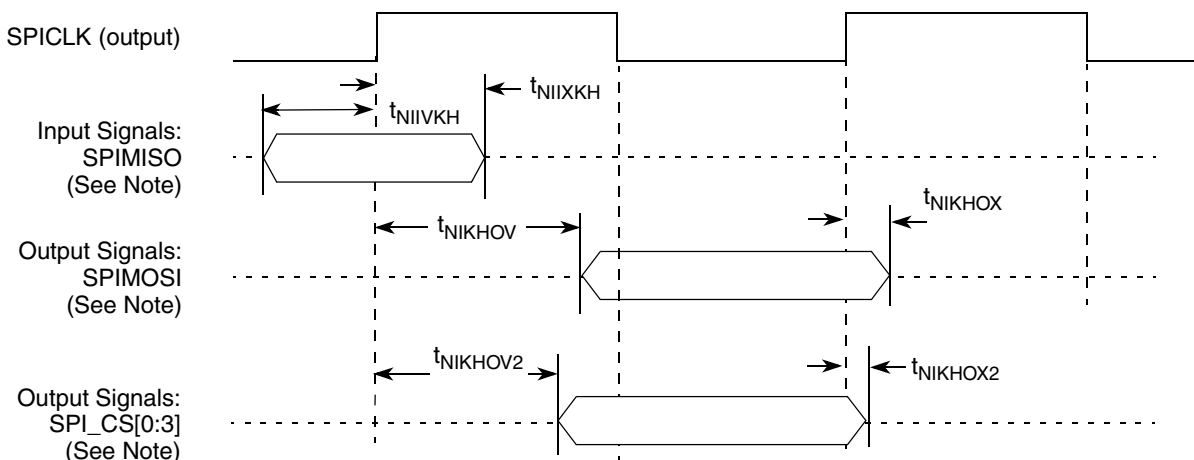 SPICLK (output)
tNIIXKH
tNIIVKH
Input Signals:
SPIMISO
(See Note)
tNIKHOX
tNIKHOV
Output Signals:
SPIMOSI
(See Note)
tNIKHOV2
tNIKHOX2
Output Signals:
SPI_CS[0:3]
(See Note)